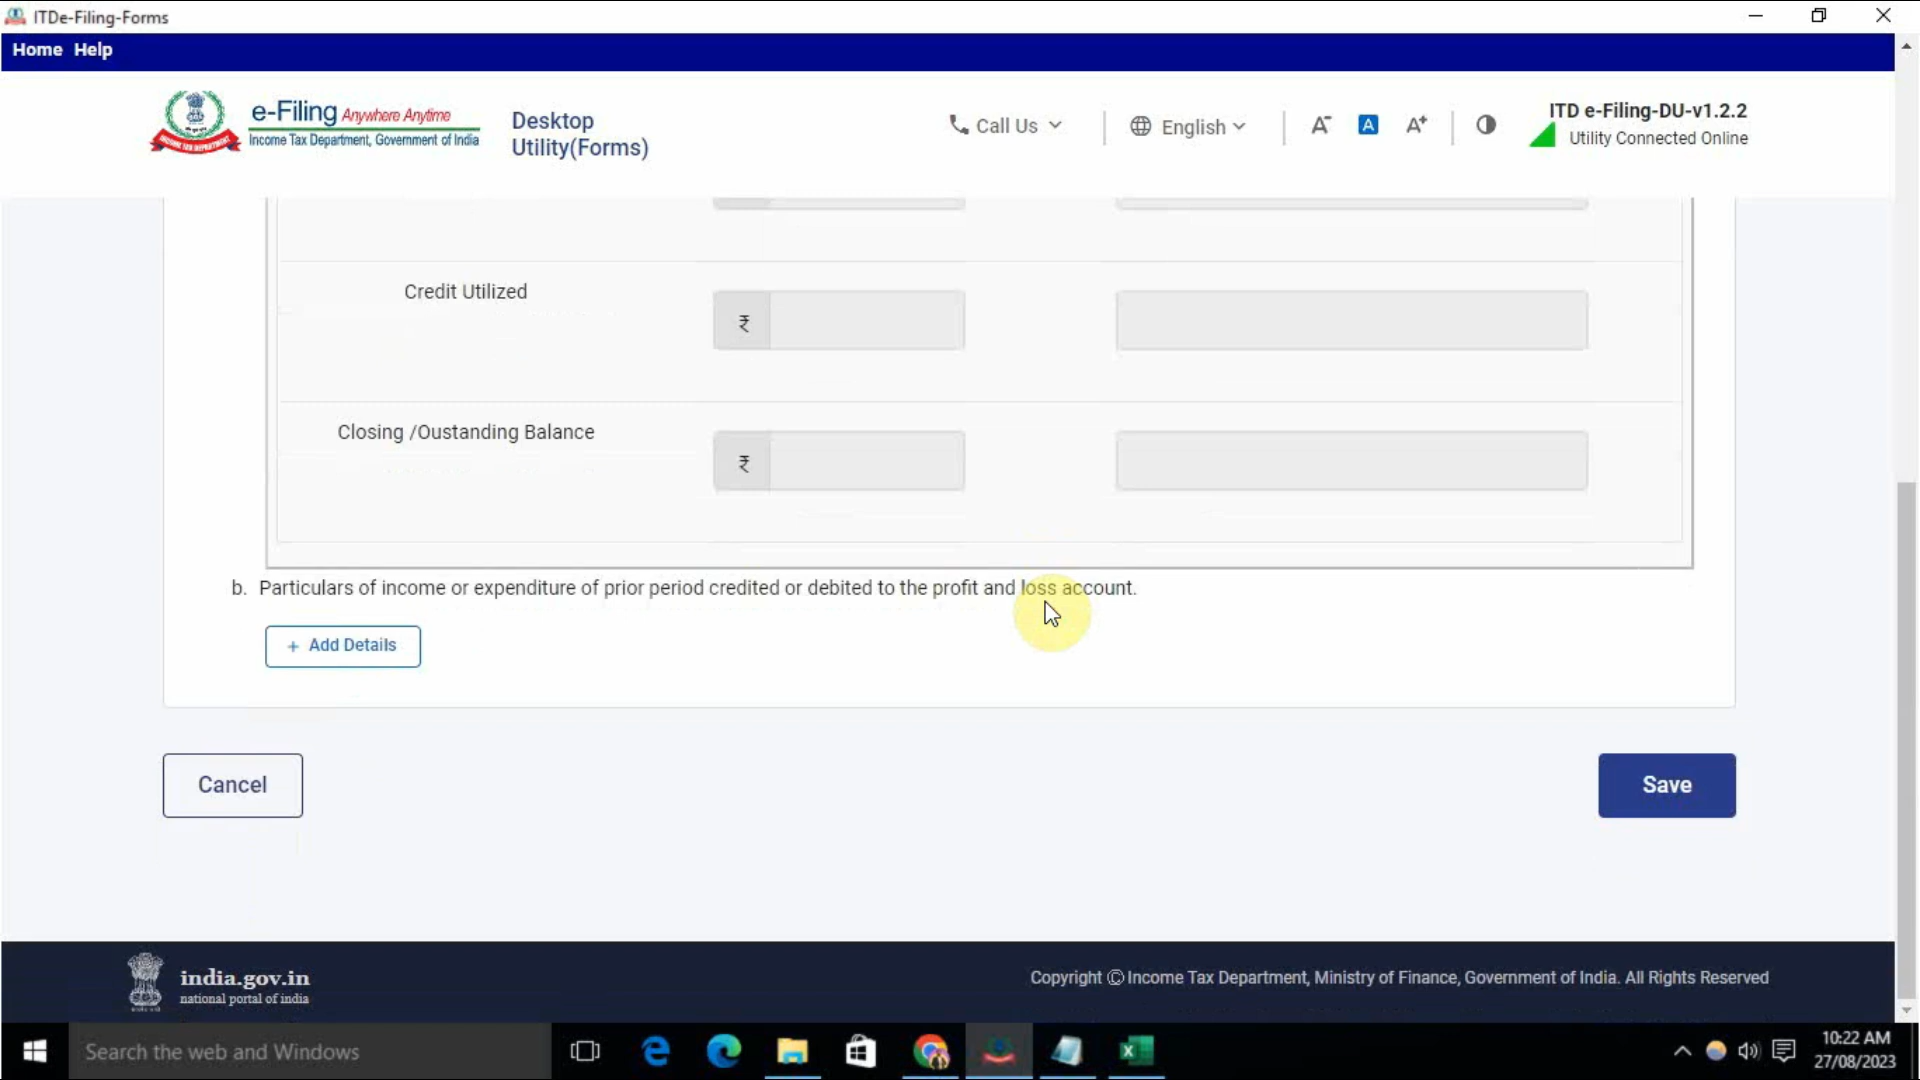 ITDe-Filing-Forms
Home Help
e-Filing Anywhere Anytime
Income Tax Department, Government of India
Desktop
Utility(Forms)
Call Us
English
A-
A
A+
ITD e-Filing-DU-v1.2.2
Utility Connected Online
Credit Utilized
₹
Closing /Oustanding Balance
₹
b. Particulars of income or expenditure of prior period credited or debited to the profit and loss account.
+ Add Details
Cancel
Save
india.gov.in
national portal of india
Copyright © Income Tax Department, Ministry of Finance, Government of India. All Rights Reserved
Search the web and Windows
10:22 AM
27/08/2023